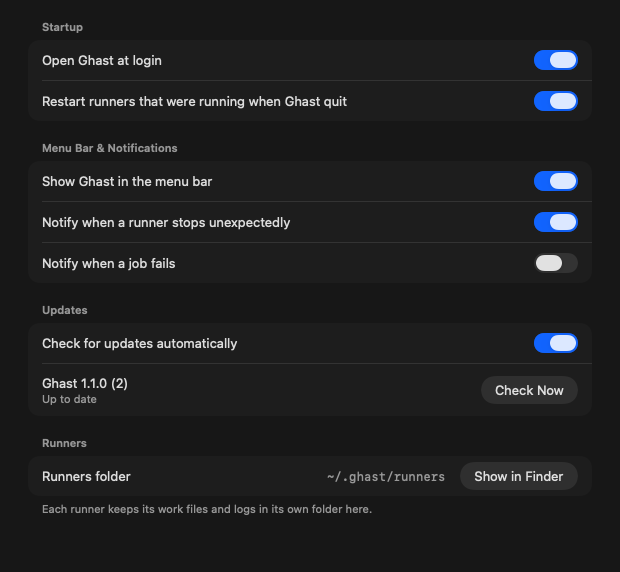 Startup
Open Ghast at login
Restart runners that were running when Ghast quit
Menu Bar & Notifications
Show Ghast in the menu bar
Notify when a runner stops unexpectedly
Notify when a job fails
Updates
Check for updates automatically
Ghast 1.1.0 (2)
Up to date
Check Now
Runners
Runners folder
~/.ghast/runners
Show in Finder
Each runner keeps its work files and logs in its own folder here.